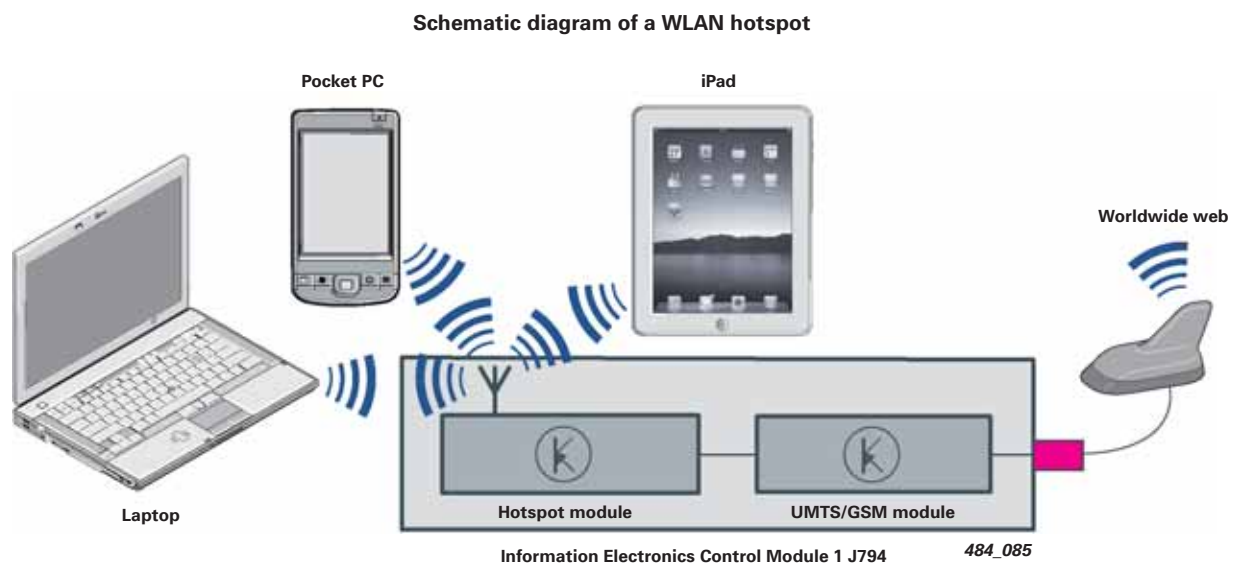 Schematic diagram of a WLAN hotspot
Pocket PC
iPad
Worldwide web
Laptop
Hotspot module
UMTS/GSM module
Information Electronics Control Module 1 J794
484_085